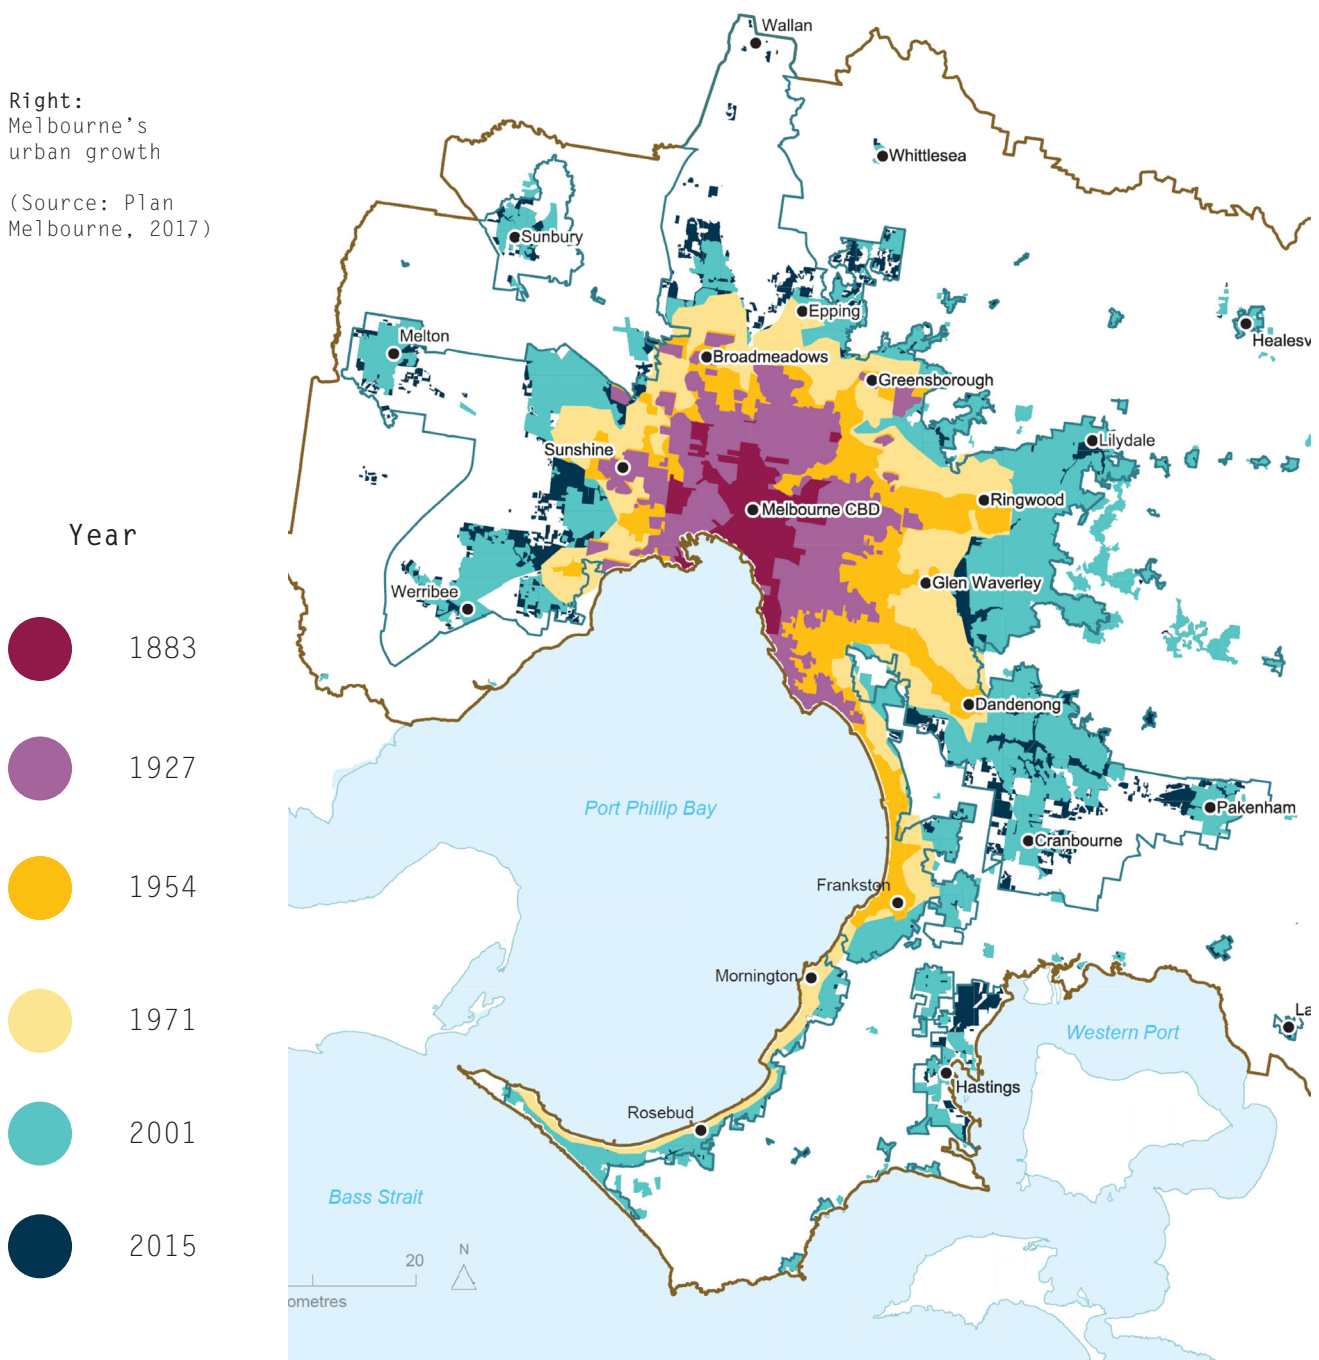 Right:
Melbourne's
urban growth
(Source: Plan
Melbourne, 2017)
Year
1883
1927
1954
1971
2001
2015
Wallan
Whittlesea
Sunbury
Epping
Healesv
Melton
Broadmeadows
Greensborough
Lilydale
Sunshine
Ringwood
Melbourne CBD
Glen Waverley
Werribee
Dandenong
Port Phillip Bay
Pakenham
Cranbourne
Frankston
Mornington
La
Western Port
Hastings
Rosebud
Bass Strait
20
N
ometres